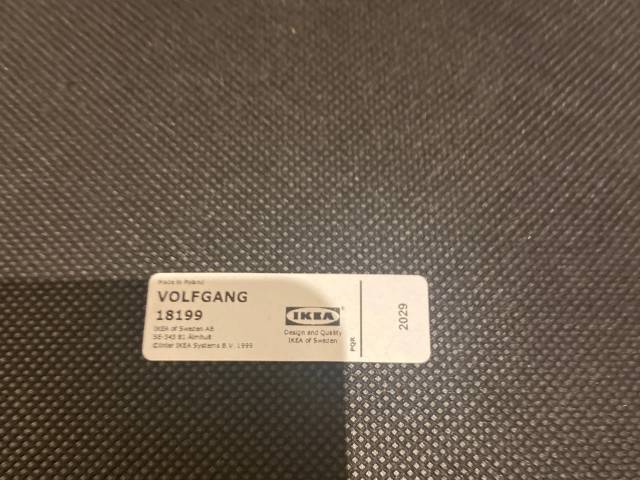 Made in Poland
VOLFGANG
18199
IKEA of Sweden AB
SE-343 81 Älmhult
©Inter IKEA Systems B.V. 1999
IKEA®
Design and Quality
IKEA of Sweden
PQR
2029